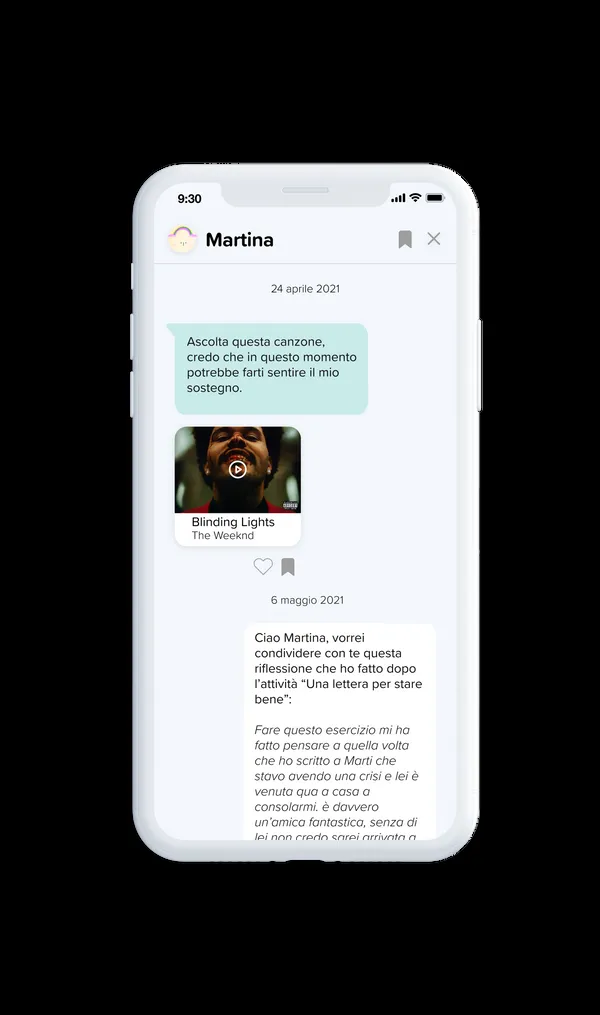 9:30
Martina
24 aprile 2021
Ascolta questa canzone,
credo che in questo momento
potrebbe farti sentire il mio
sostegno.
Blinding Lights
The Weeknd
6 maggio 2021
Ciao Martina, vorrei
condividere con te questa
riflessione che ho fatto dopo
l’attività “Una lettera per stare
bene”:
Fare questo esercizio mi ha
fatto pensare a quella volta
che ho scritto a Marti che
stavo avendo una crisi e lei è
venuta qua a casa a
consolarmi. è davvero
un’amica fantastica, senza di
lei non credo sarei arrivata a